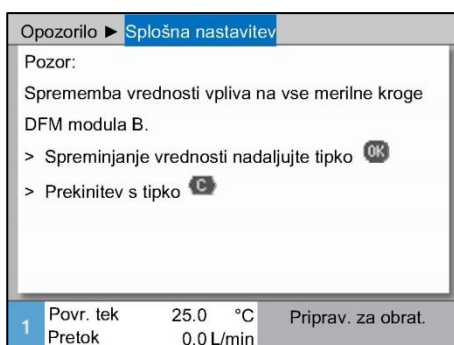 Opozorilo ► Splošna nastavitev
Pozor:
Sprememba vrednosti vpliva na vse merilne kroge
DFM modula B.
> Spreminjanje vrednosti nadaljujte tipko OK
> Prekinitev s tipko C
1 Povr. tek 25.0 °C Priprav. za obrat.
Pretok 0.0 L/min